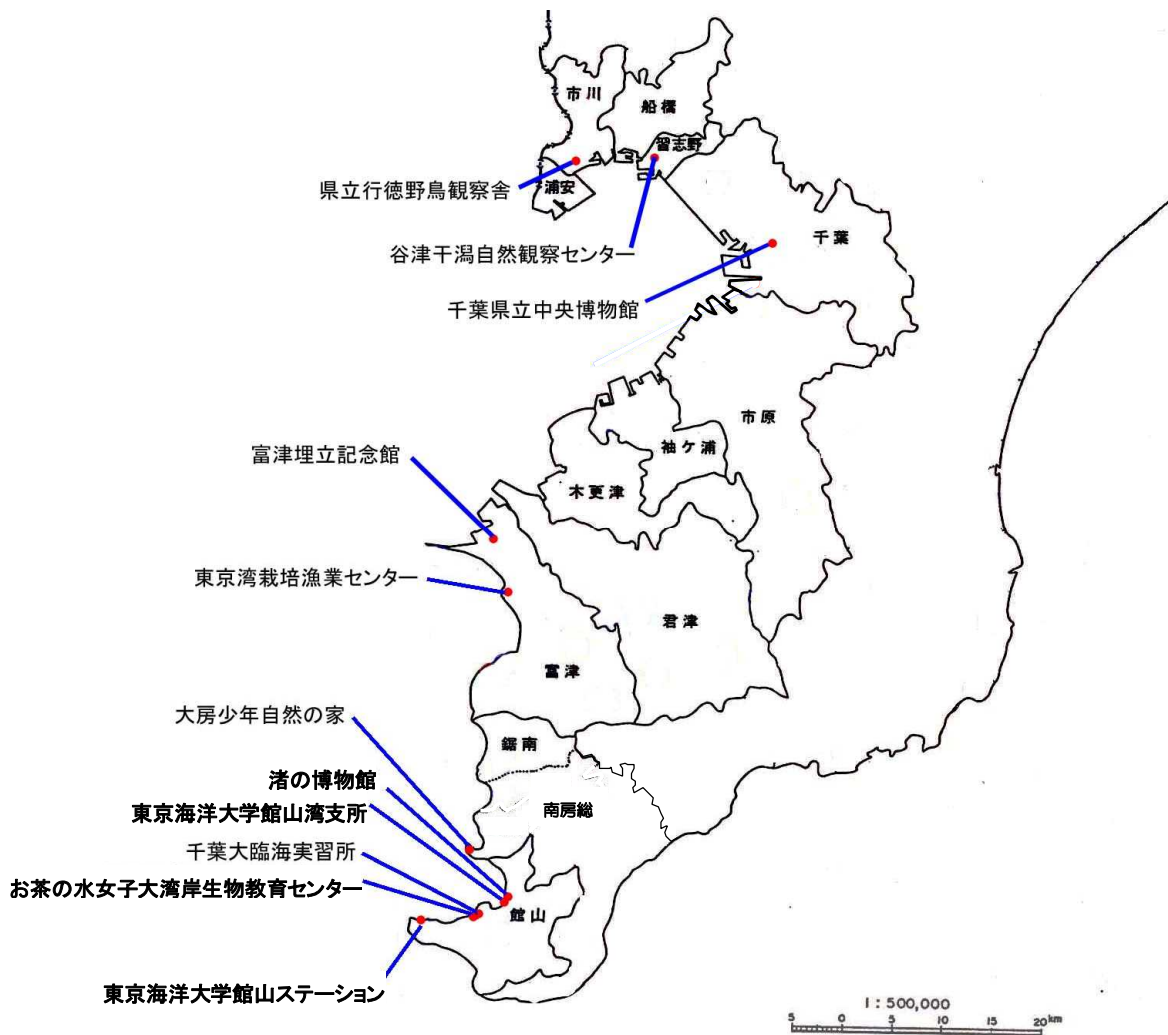 市川
船橋
習志野
県立行徳野鳥観察舎
浦安
谷津干潟自然観察センター
千葉
千葉県立中央博物館
市原
袖ケ浦
富津埋立記念館
木更津
東京湾栽培漁業センター
君津
富津
大房少年自然の家
鋸南
渚の博物館
東京海洋大学館山湾支所
南房総
千葉大臨海実習所
お茶の水女子大湾岸生物教育センター
館山
東京海洋大学館山ステーション
1:500,000
5 0 5 10 15 20km